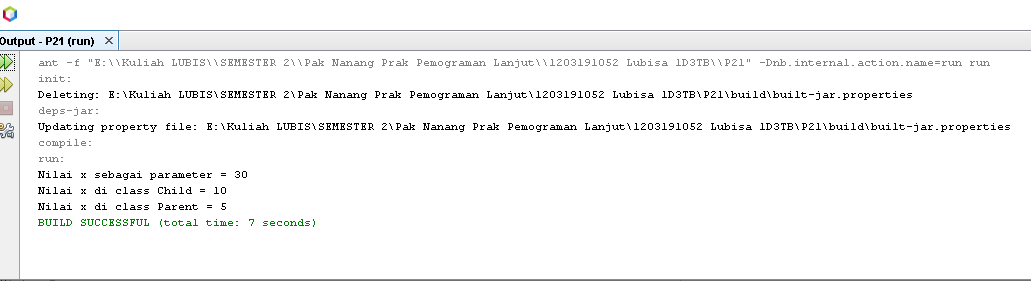 Output - P21 (run)
ant -f "E:\\Kuliah LUBIS\\SEMESTER 2\\Pak Nanang Prak Pemograman Lanjut\\1203191052 Lubisa 1D3TB\\P21" -Dnb.internal.action.name=run run
init:
Deleting: E:\Kuliah LUBIS\SEMESTER 2\Pak Nanang Prak Pemograman Lanjut\1203191052 Lubisa 1D3TB\P21\build\built-jar.properties
deps-jar:
Updating property file: E:\Kuliah LUBIS\SEMESTER 2\Pak Nanang Prak Pemograman Lanjut\1203191052 Lubisa 1D3TB\P21\build\built-jar.properties
compile:
run:
Nilai x sebagai parameter = 30
Nilai x di class Child = 10
Nilai x di class Parent = 5
BUILD SUCCESSFUL (total time: 7 seconds)